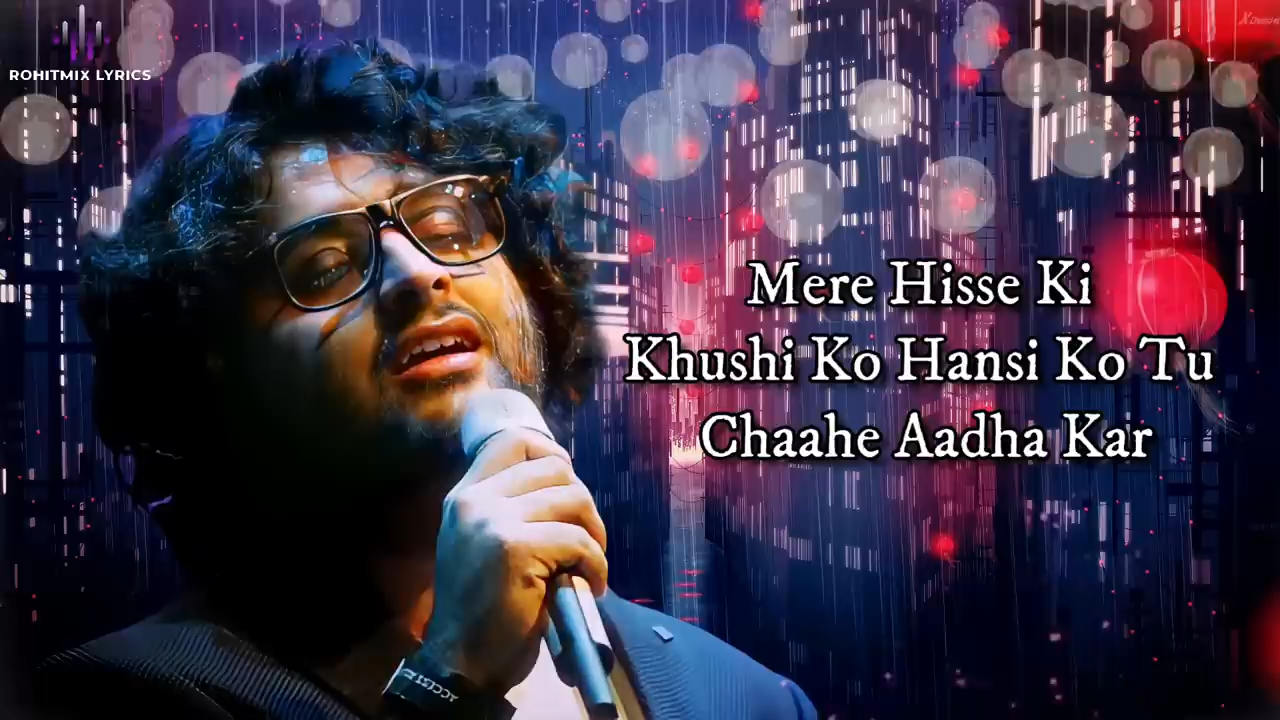 ROHITMIX LYRICS
Mere Hisse Ki
Khushi Ko Hansi Ko Tu
Chaahe Aadha Kar